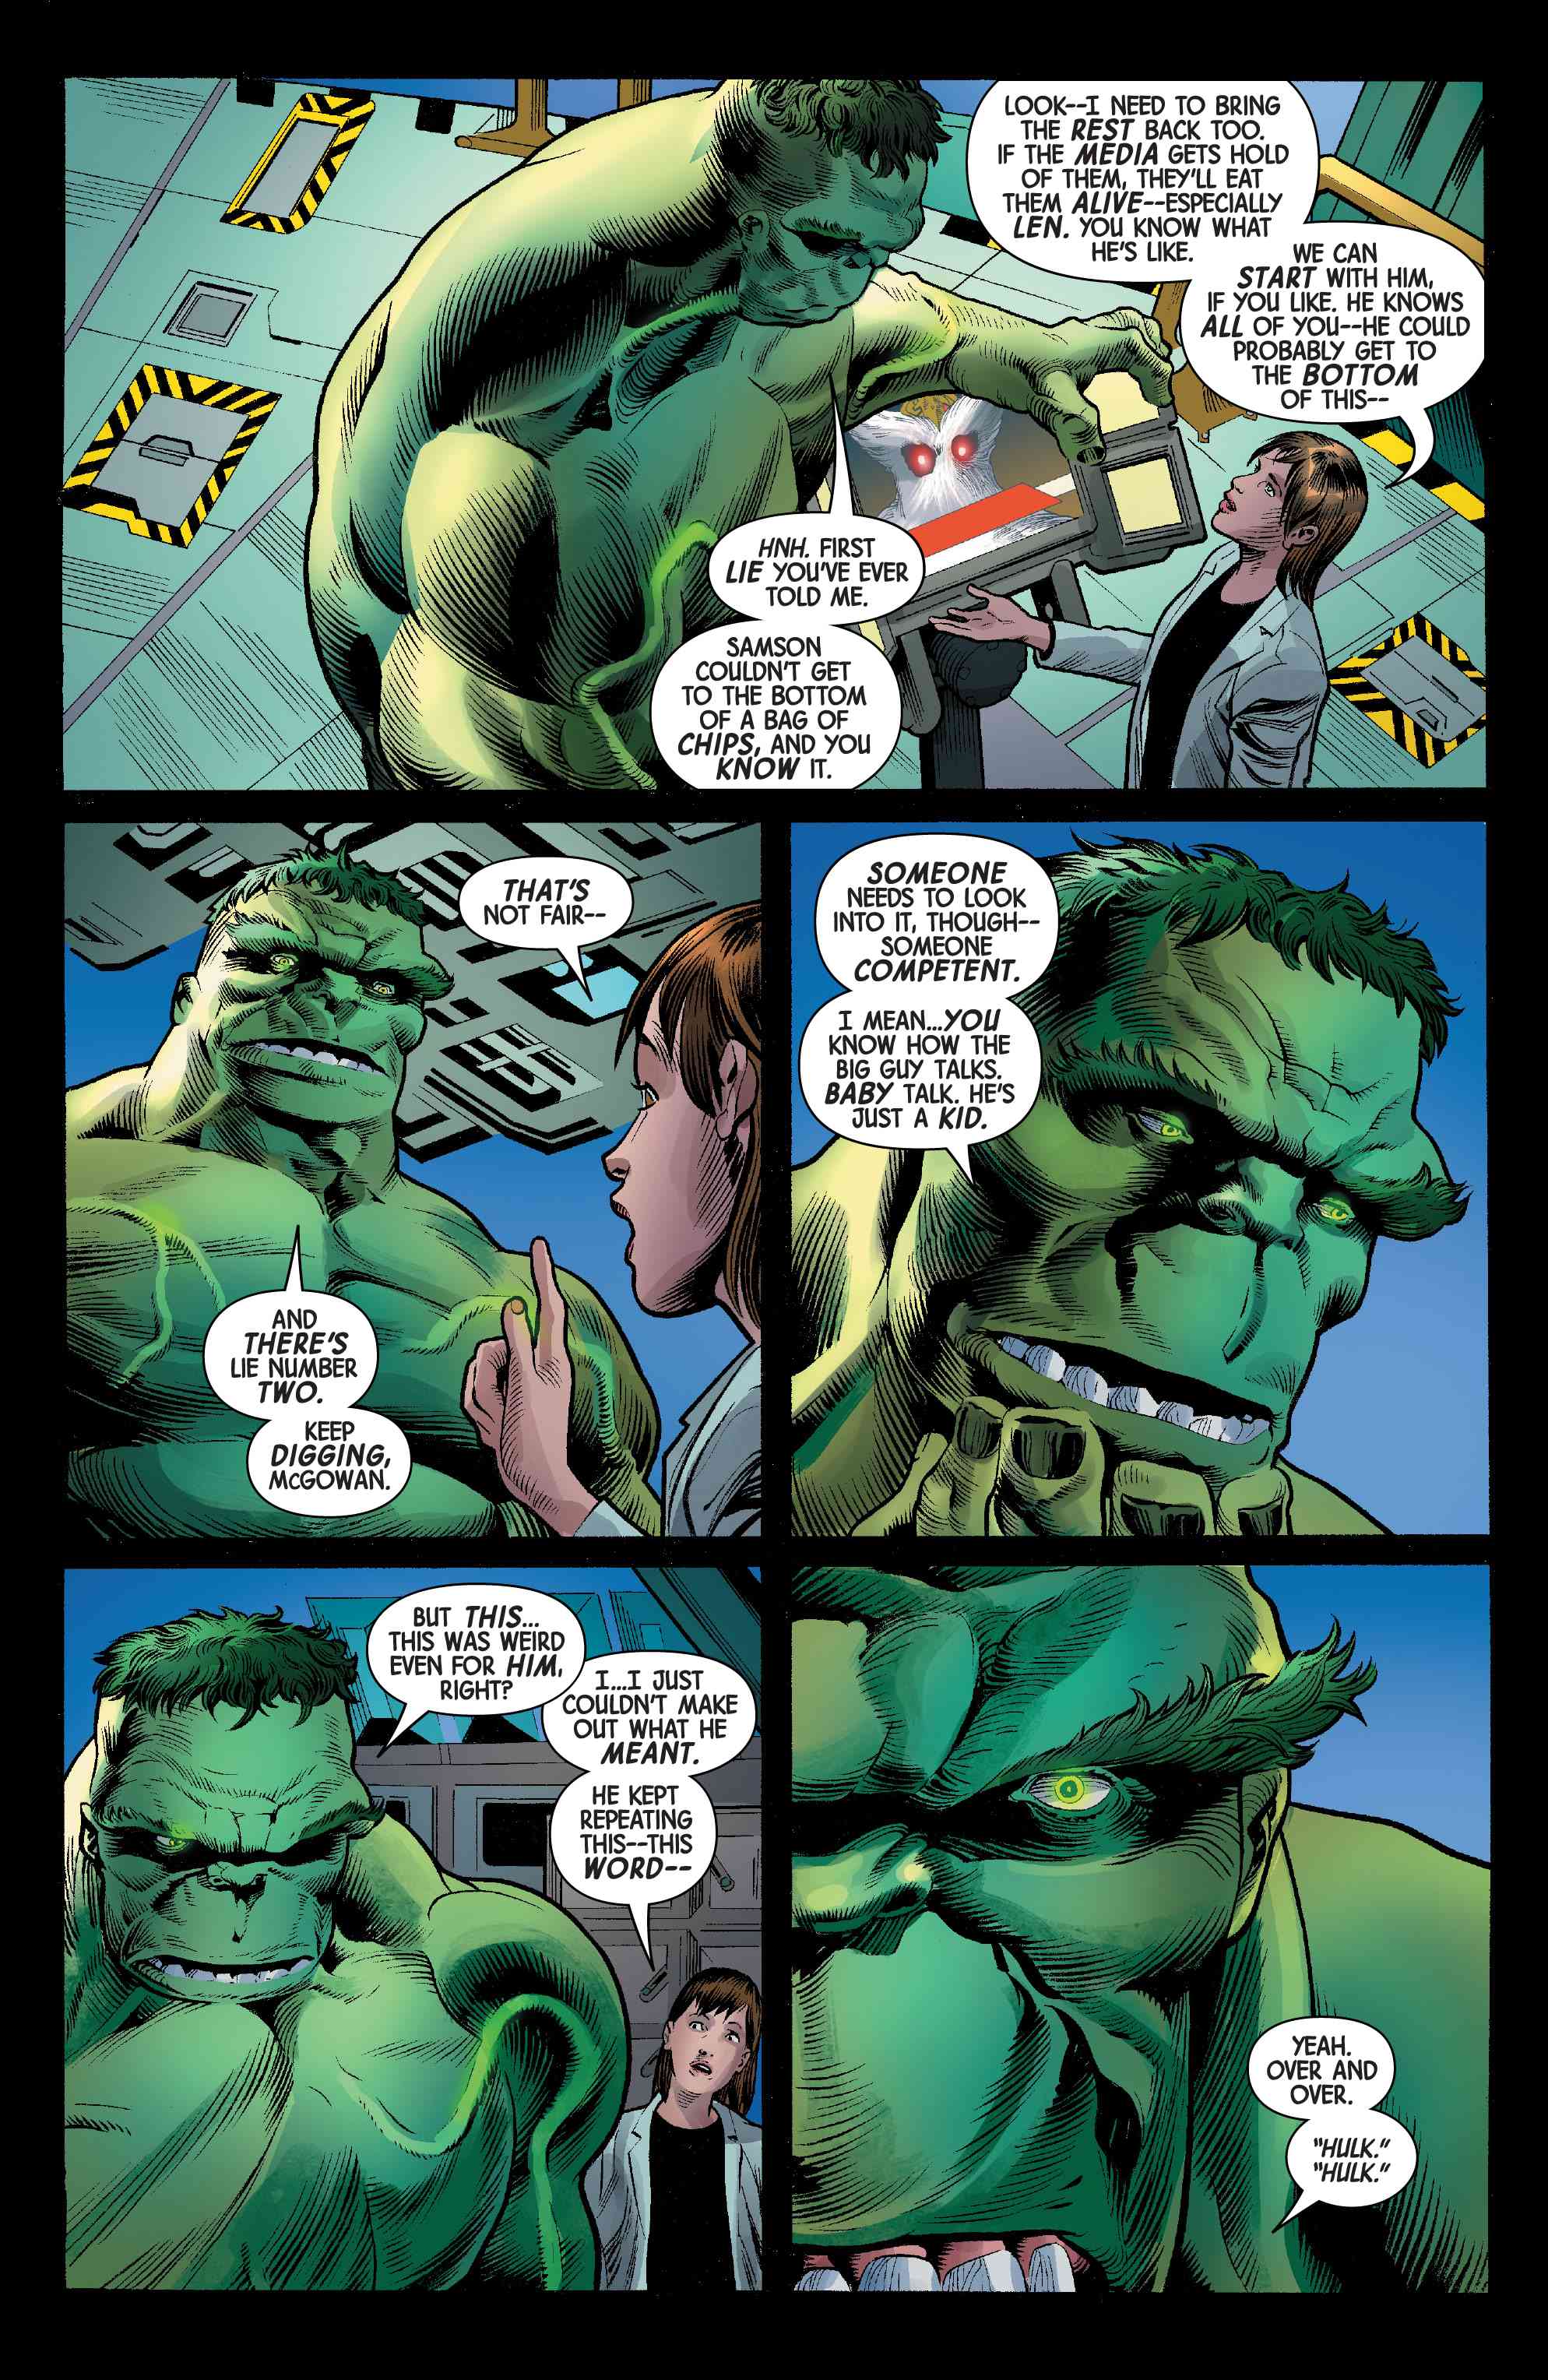 LOOK--I NEED TO BRING
THE REST BACK TOO.
IF THE MEDIA GETS HOLD
OF THEM, THEY'LL EAT
THEM ALIVE--ESPECIALLY
LEN. YOU KNOW WHAT
HE'S LIKE.
WE CAN
START WITH HIM,
IF YOU LIKE. HE KNOWS
ALL OF YOU--HE COULD
PROBABLY GET TO
THE BOTTOM
OF THIS--
HNH. FIRST
LIE YOU'VE EVER
TOLD ME.
SAMSON
COULDN'T GET
TO THE BOTTOM
OF A BAG OF
CHIPS, AND YOU
KNOW IT.
THAT'S
NOT FAIR--
AND
THERE'S
LIE NUMBER
TWO.
KEEP
DIGGING,
McGOWAN.
SOMEONE
NEEDS TO LOOK
INTO IT, THOUGH--
SOMEONE
COMPETENT.
I MEAN...YOU
KNOW HOW THE
BIG GUY TALKS.
BABY TALK. HE'S
JUST A KID.
BUT THIS...
THIS WAS WEIRD
EVEN FOR HIM,
RIGHT?
I...I JUST
COULDN'T MAKE
OUT WHAT HE
MEANT.
HE KEPT
REPEATING
THIS--THIS
WORD--
YEAH.
OVER AND
OVER.
"HULK."
"HULK."